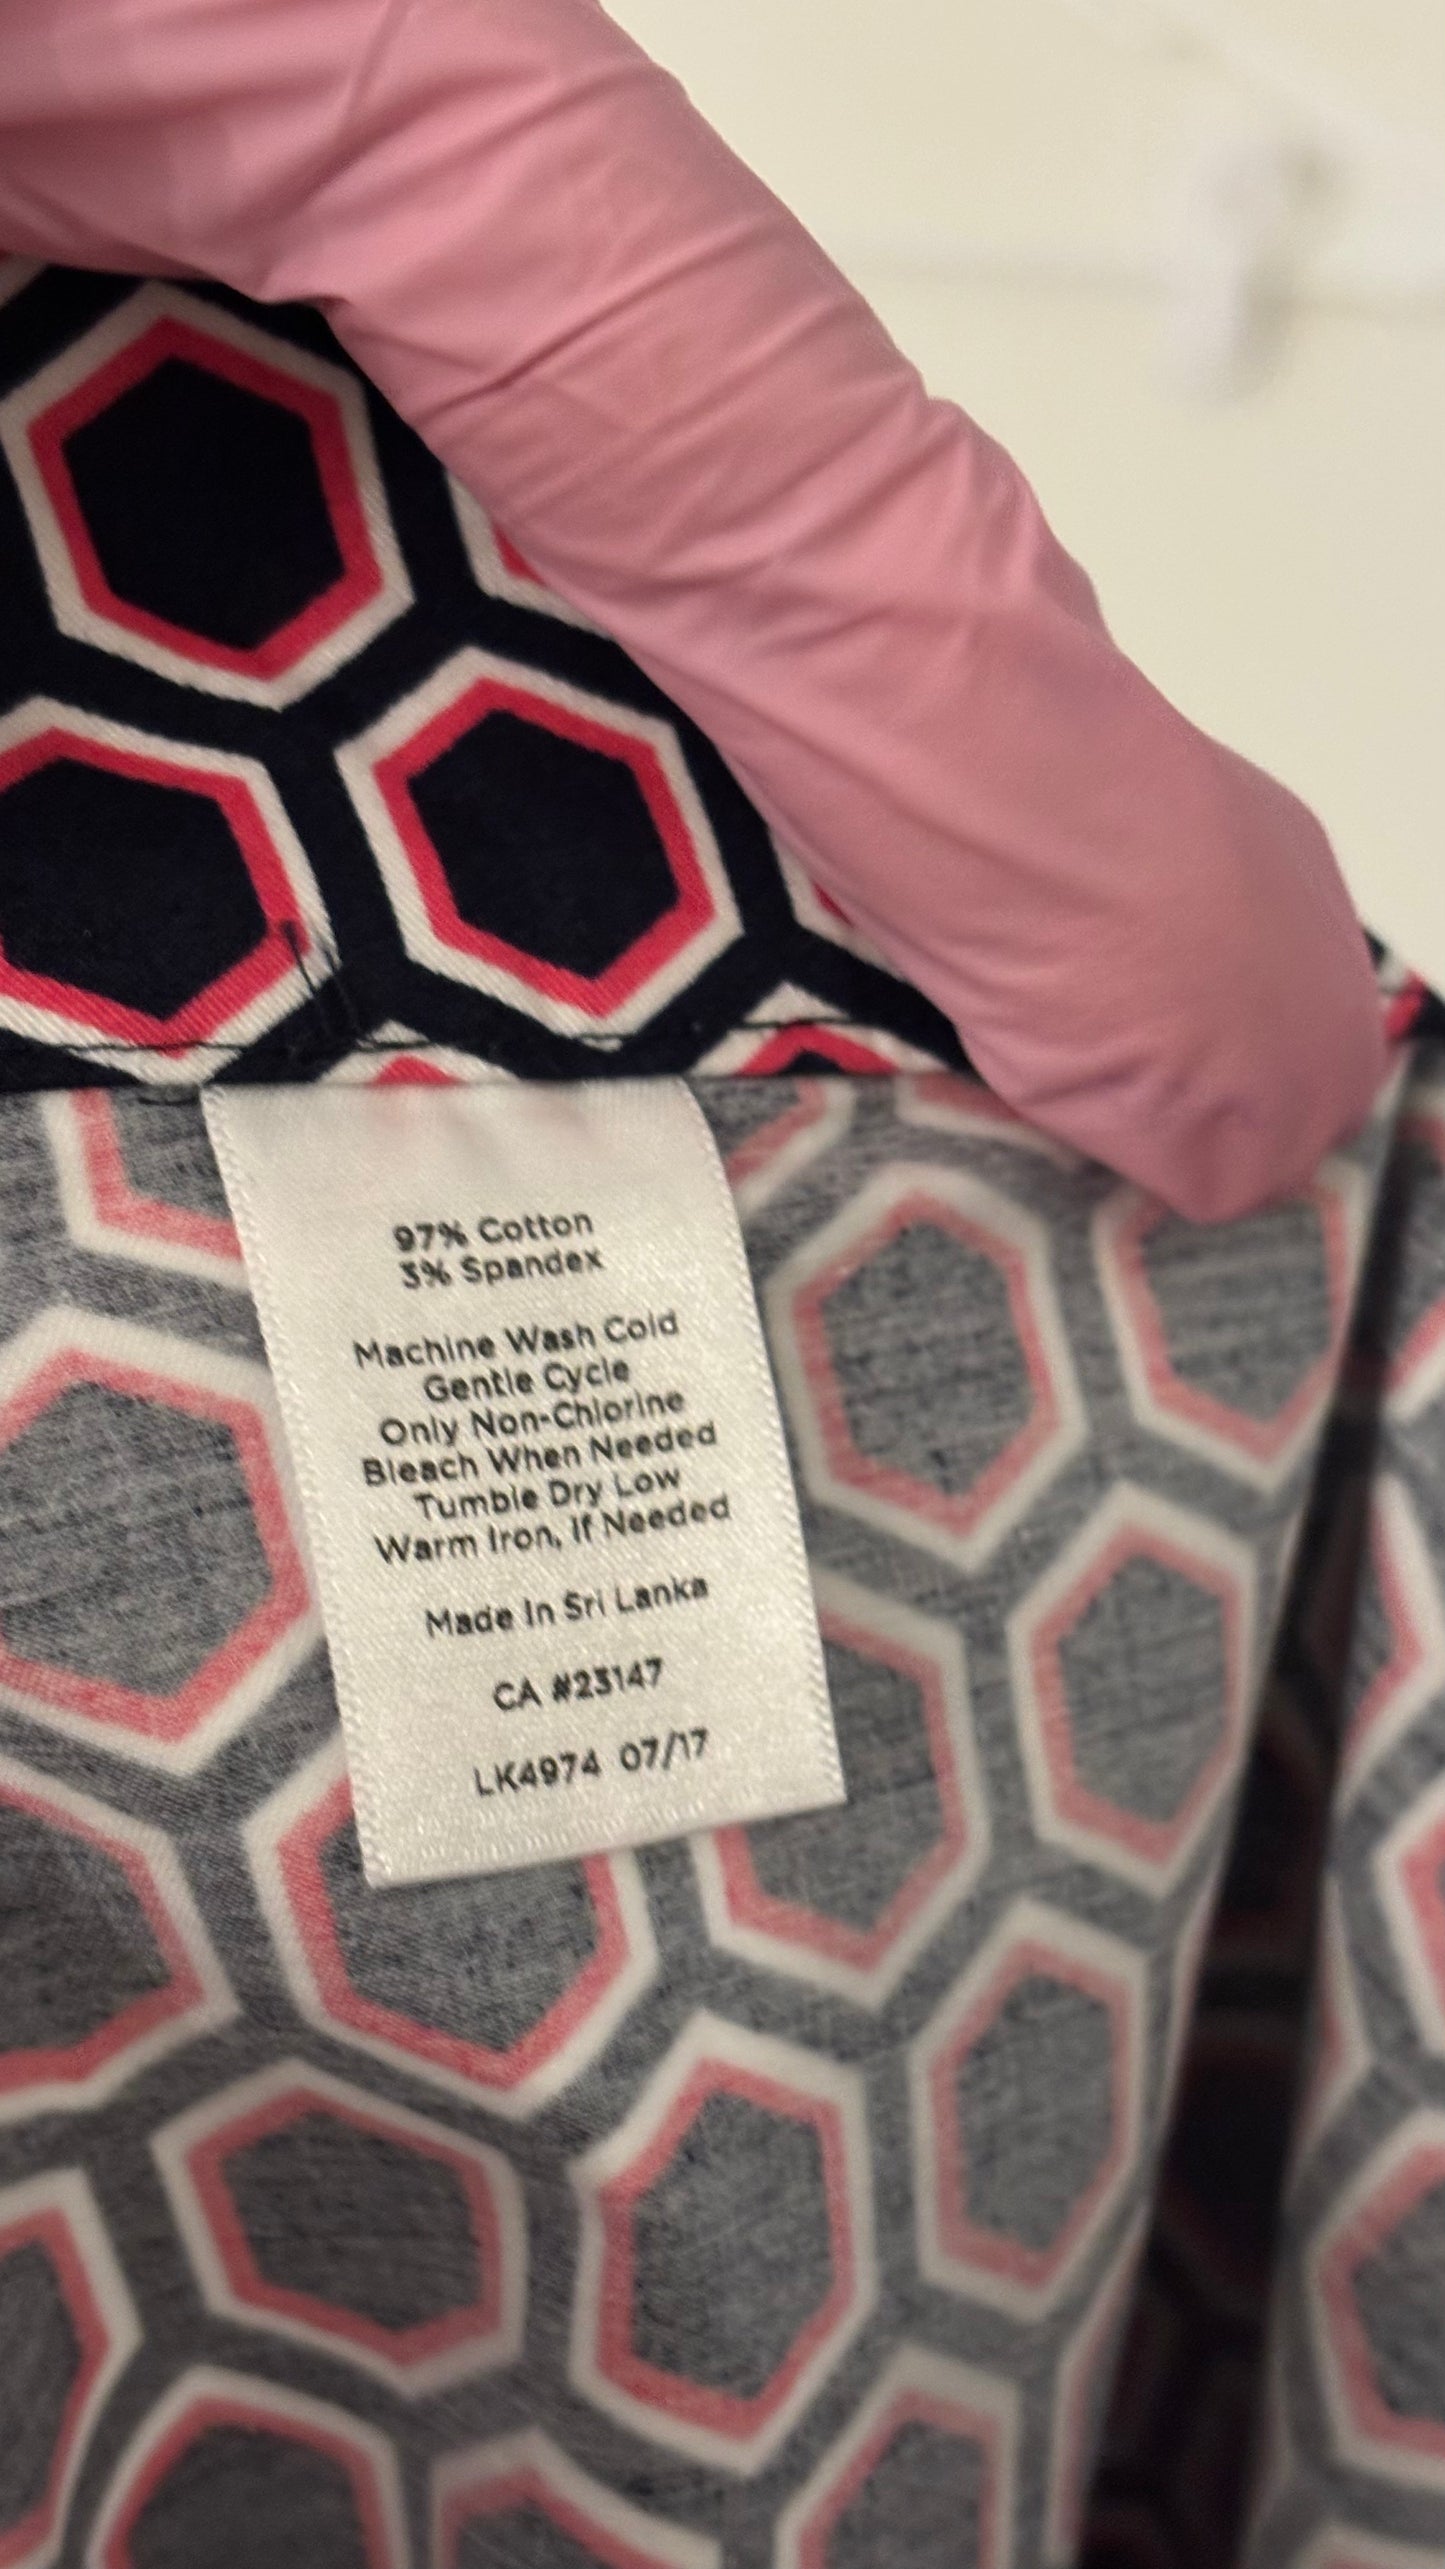 97% Cotton
3% Spandex
Machine Wash Cold
Gentle Cycle
Only Non-Chlorine
Bleach When Needed
Tumble Dry Low
Warm Iron, If Needed
Made In Sri Lanka
CA #23147
LK4974 07/17